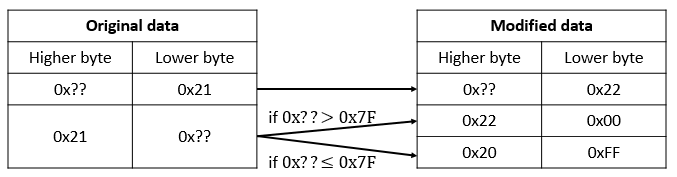 Original data
Modified data
Higher byte Lower byte
Higher byte Lower byte
0x?? 0x21
0x?? 0x22
if 0x??> 0x7F
0x21 0x??
0x22 0x00
0x20 0xFF
if 0x??≤ 0x7F